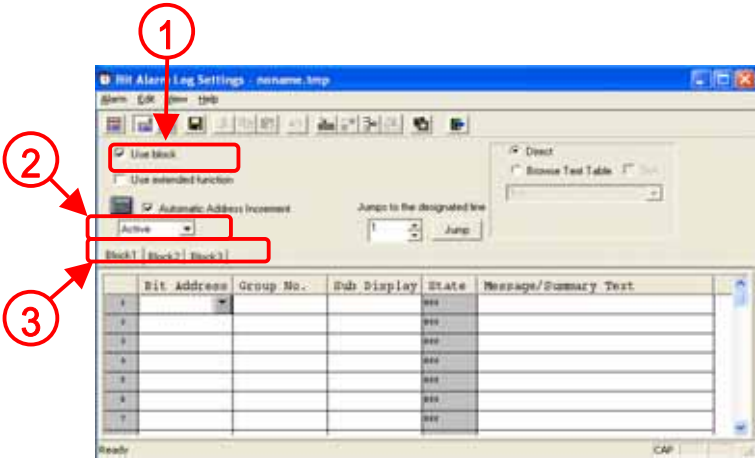 1
Bit Alarm Log Settings - noname.tmp
Alarm Edit View Help
2
Use block
Direct
Use extended function
Browse Text Table
Automatic Address Increment
Jumps to the designated line
Active
1
Jump
3
Block1 Block2 Block3
Bit Address Group No. Sub Display State Message/Summary Text
1
2
3
4
5
6
7
Ready CAP